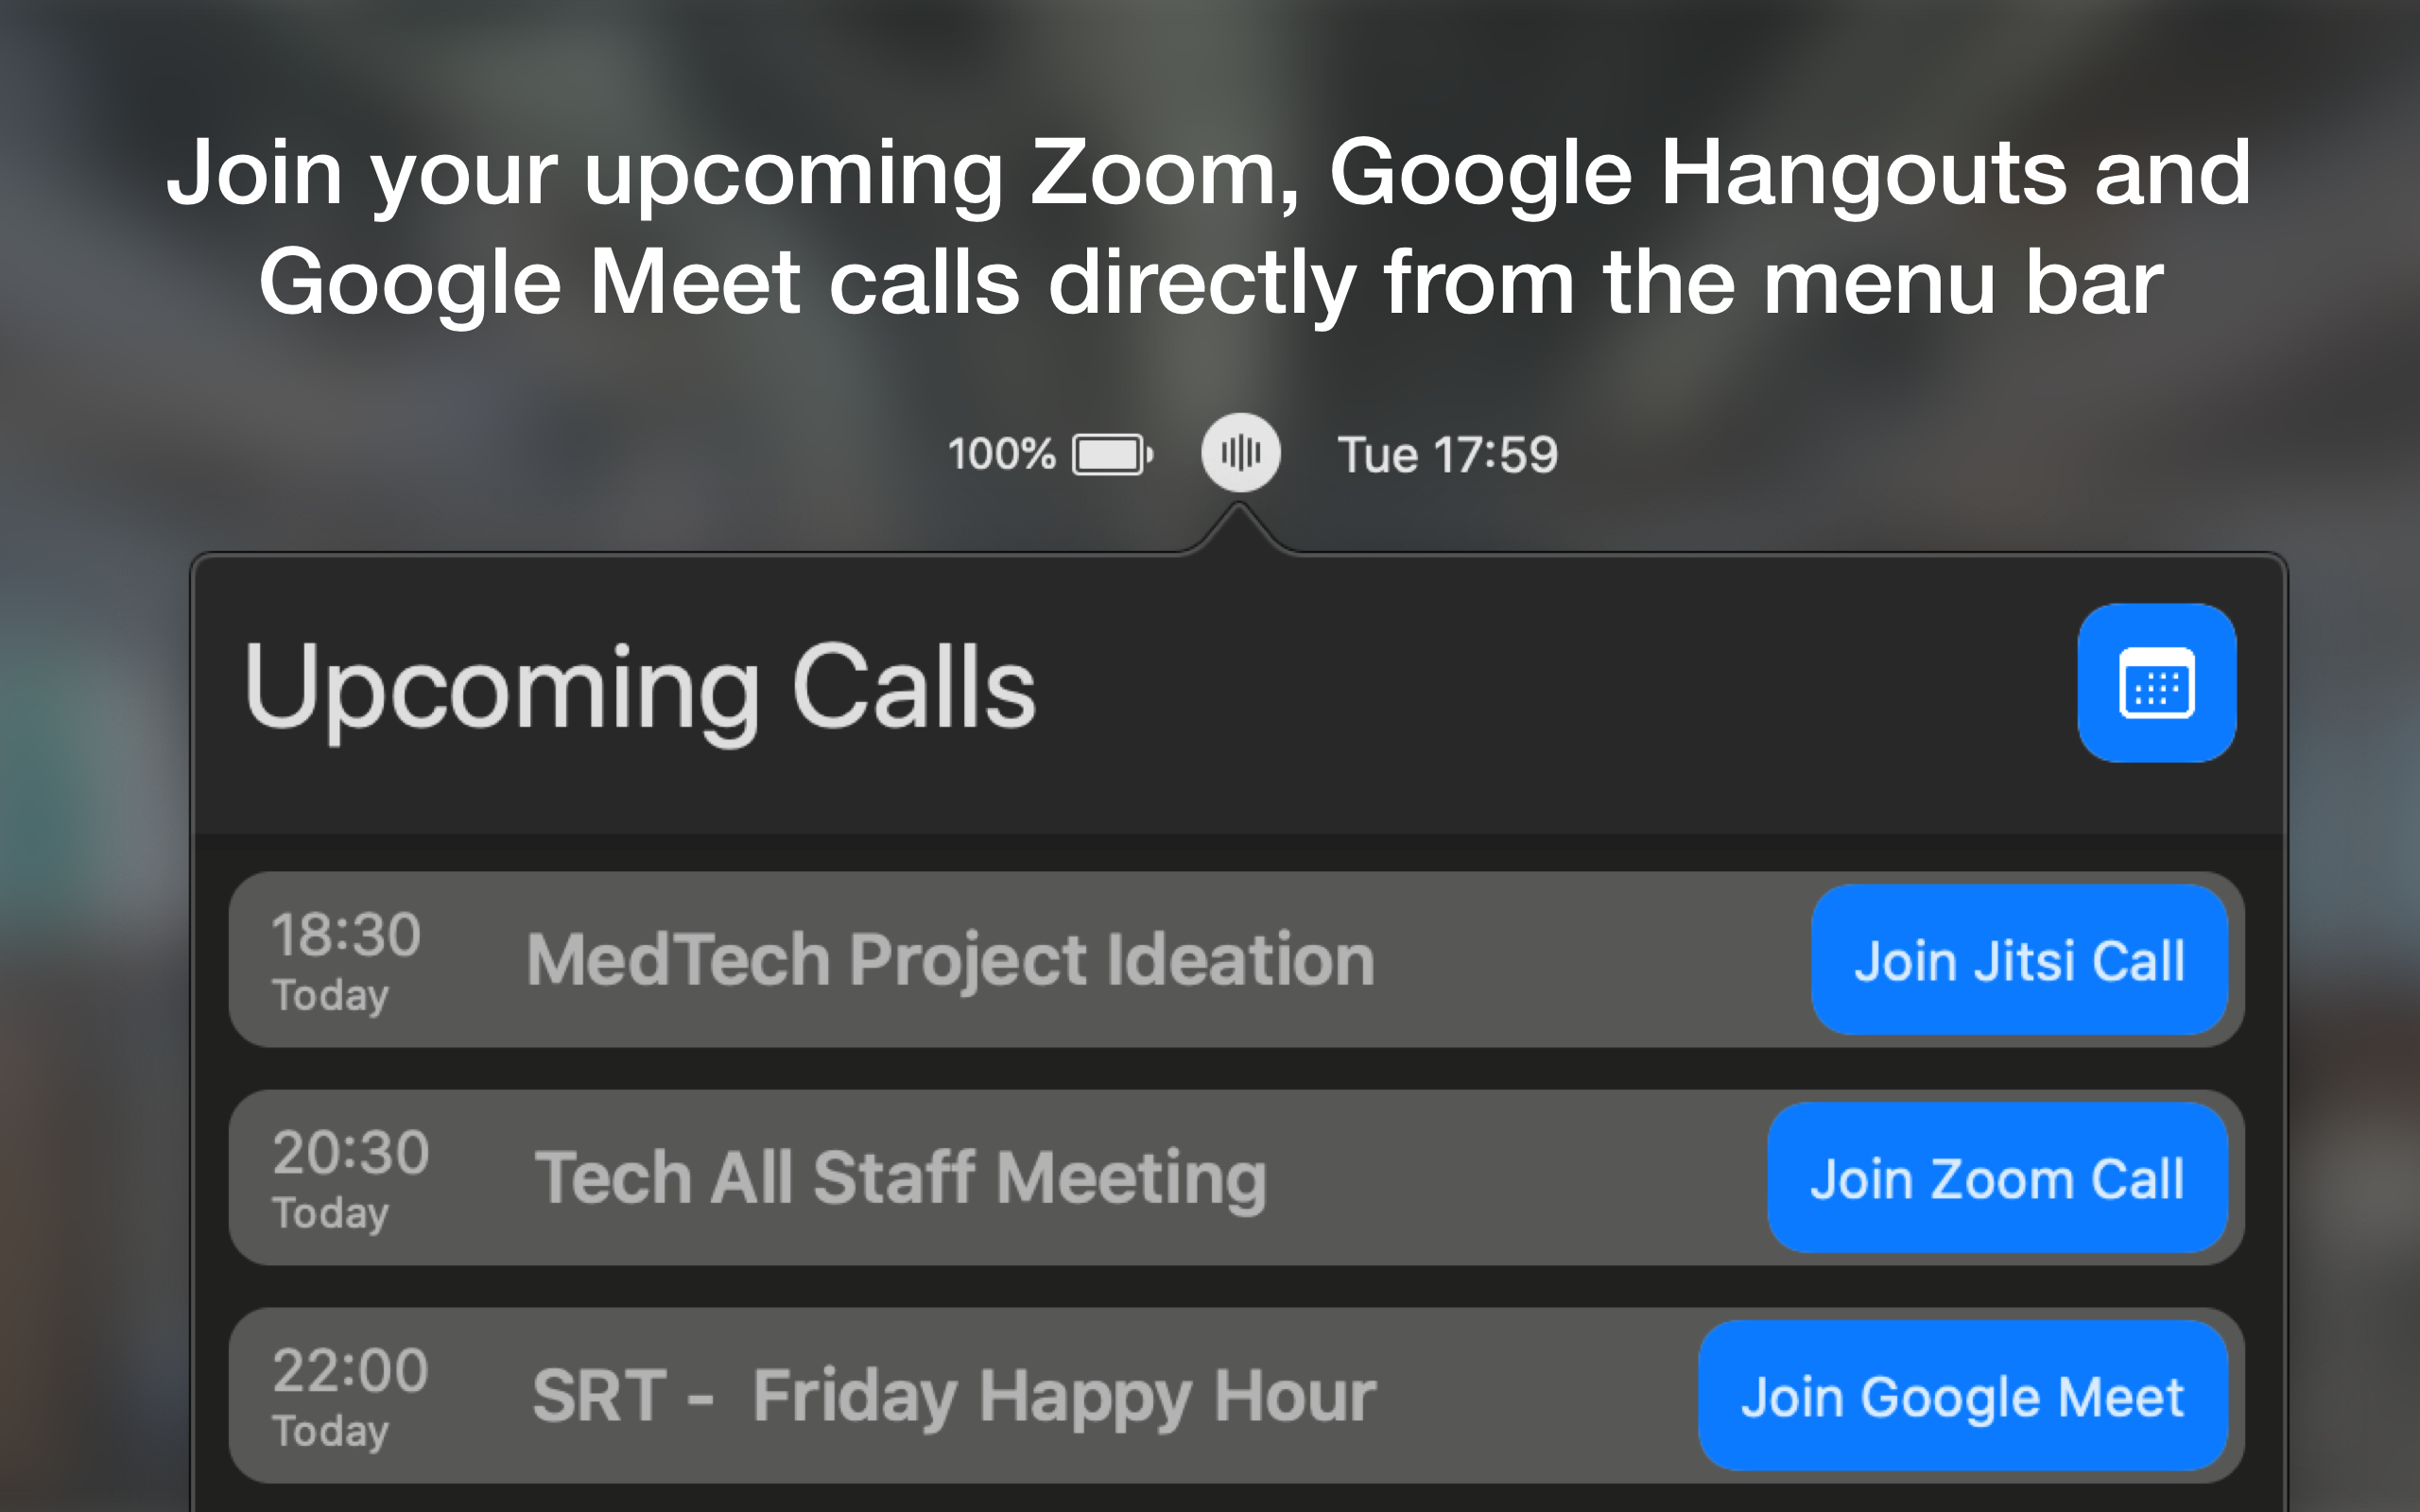 Join your upcoming Zoom, Google Hangouts and
Google Meet calls directly from the menu bar
100% Tue 17:59
Upcoming Calls
18:30
Today
MedTech Project Ideation
Join Jitsi Call
20:30
Today
Tech All Staff Meeting
Join Zoom Call
22:00
Today
SRT -  Friday Happy Hour
Join Google Meet